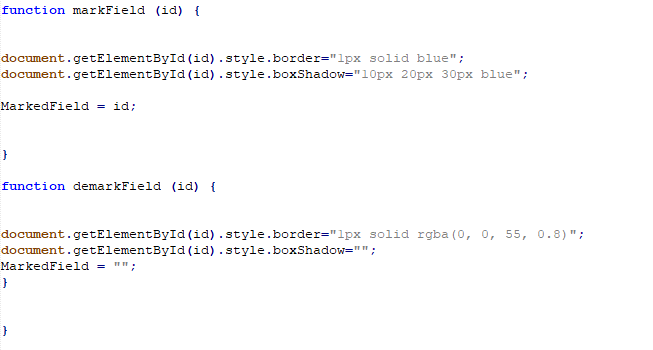 function markField (id) {
document.getElementById(id).style.border="1px solid blue";
document.getElementById(id).style.boxShadow="10px 20px 30px blue";
MarkedField = id;
}
function demarkField (id) {
document.getElementById(id).style.border="1px solid rgba(0, 0, 55, 0.8)";
document.getElementById(id).style.boxShadow="";
MarkedField = "";
}
}